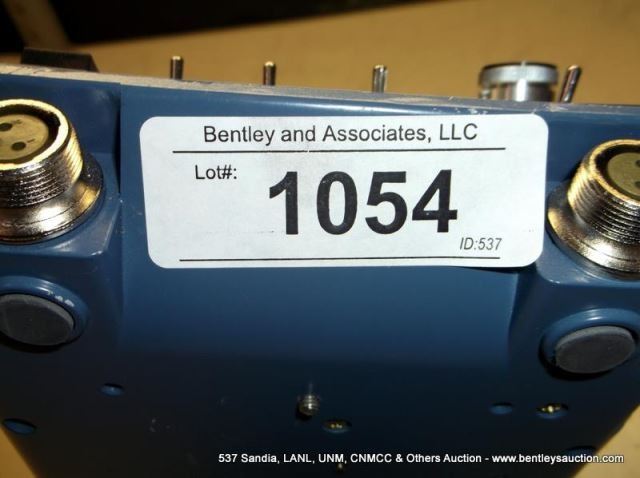 Bentley and Associates, LLC
Lot#:
1054
ID:537
537 Sandia, LANL, UNM, CNMCC & Others Auction - www.bentleysauction.com